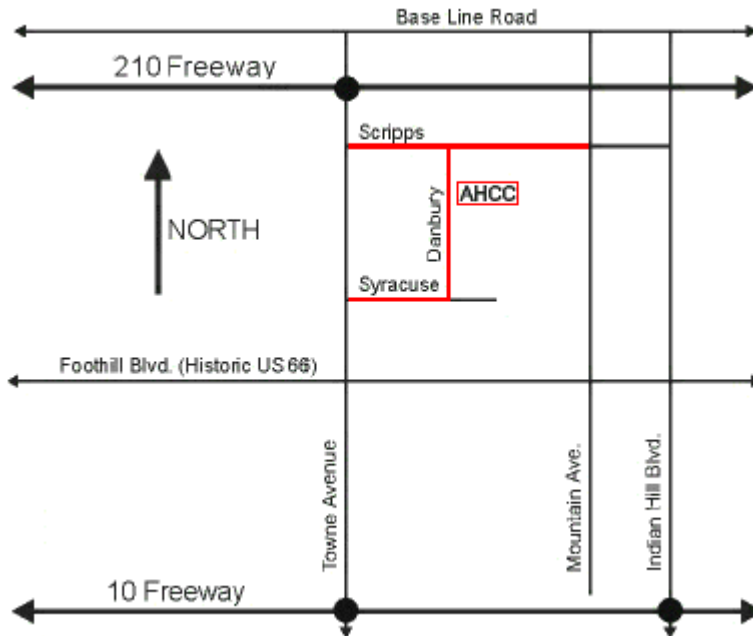 Base Line Road
210 Freeway
Scripps
AHCC
Danbury
NORTH
Syracuse
Foothill Blvd. (Historic US 66)
Towne Avenue
Mountain Ave.
Indian Hill Blvd.
10 Freeway